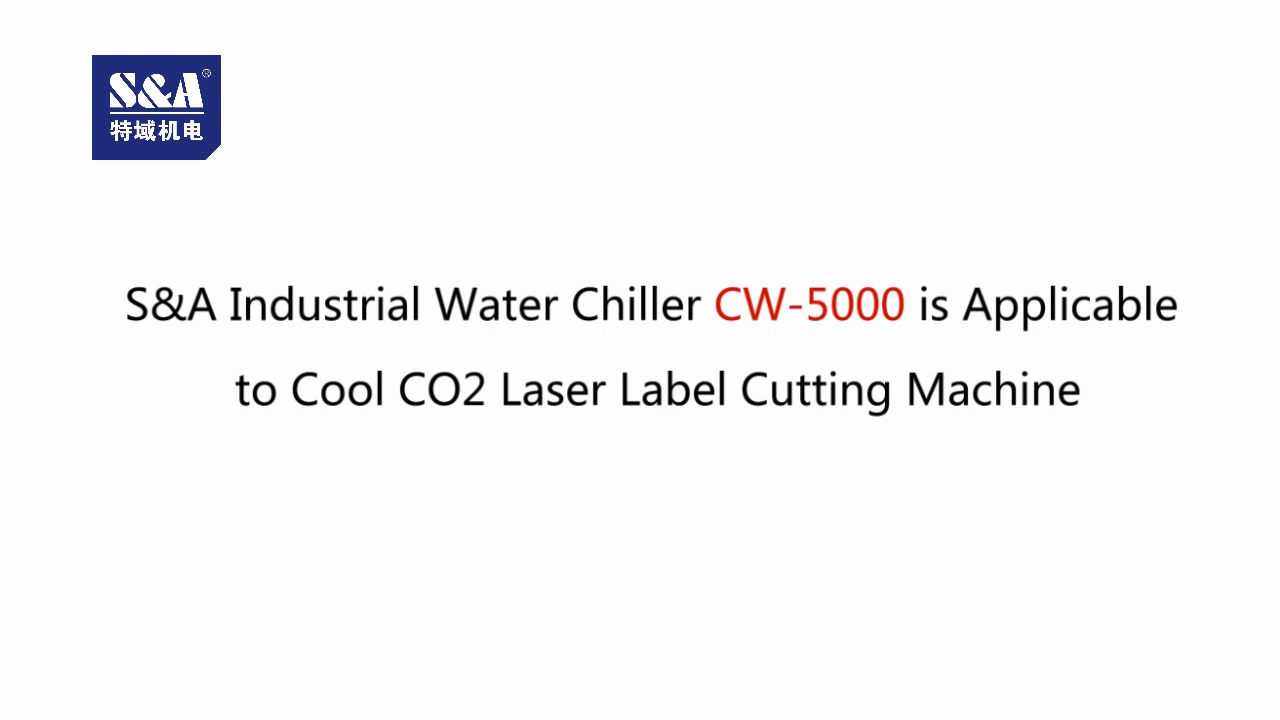 S&A®
特域机电
S&A Industrial Water Chiller CW-5000 is Applicable
to Cool CO2 Laser Label Cutting Machine